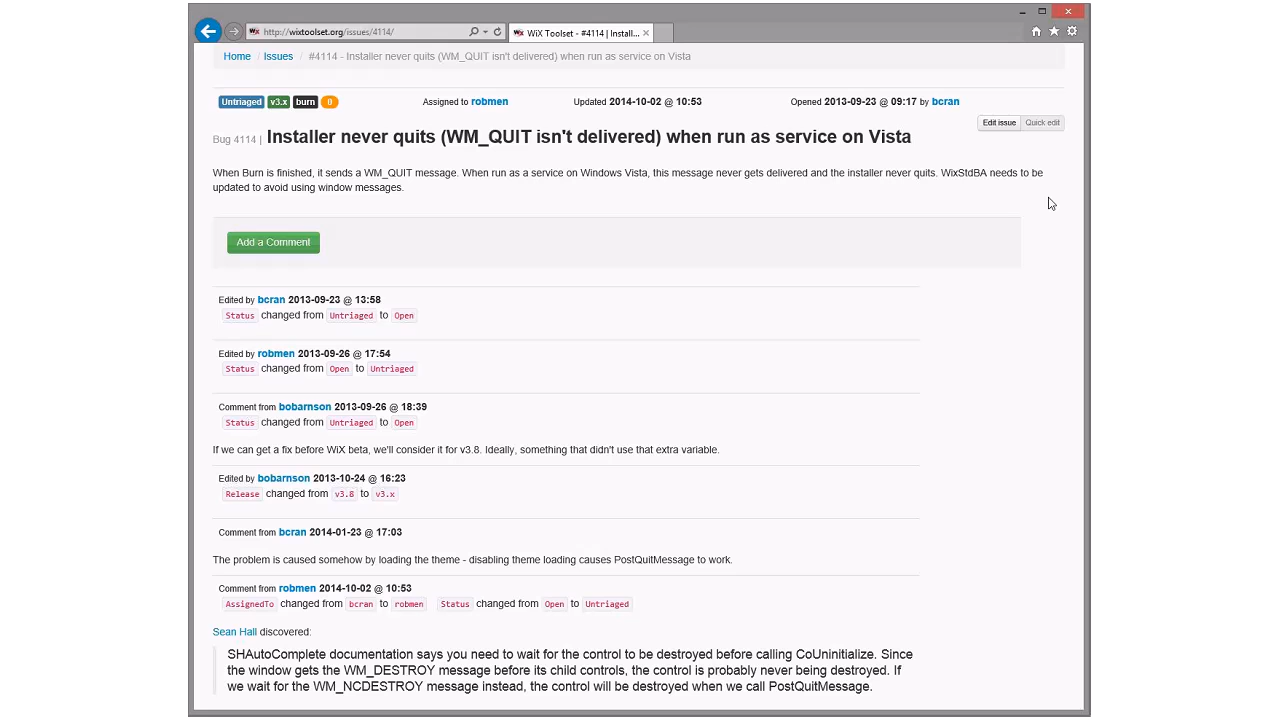 http://wixtoolset.org/issues/4114/
WiX Toolset - #4114 | Install...
Home / Issues / #4114 - Installer never quits (WM_QUIT isn't delivered) when run as service on Vista
Untriaged v3.x burn 0 Assigned to robmen Updated 2014-10-02 @ 10:53 Opened 2013-09-23 @ 09:17 by bcran
Edit issue Quick edit
Bug 4114 | Installer never quits (WM_QUIT isn't delivered) when run as service on Vista
When Burn is finished, it sends a WM_QUIT message. When run as a service on Windows Vista, this message never gets delivered and the installer never quits. WixStdBA needs to be
updated to avoid using window messages.
Add a Comment
Edited by bcran 2013-09-23 @ 13:58
Status changed from Untriaged to Open
Edited by robmen 2013-09-26 @ 17:54
Status changed from Open to Untriaged
Comment from bobarnson 2013-09-26 @ 18:39
Status changed from Untriaged to Open
If we can get a fix before WiX beta, we'll consider it for v3.8. Ideally, something that didn't use that extra variable.
Edited by bobarnson 2013-10-24 @ 16:23
Release changed from v3.8 to v3.x
Comment from bcran 2014-01-23 @ 17:03
The problem is caused somehow by loading the theme - disabling theme loading causes PostQuitMessage to work.
Comment from robmen 2014-10-02 @ 10:53
AssignedTo changed from bcran to robmen Status changed from Open to Untriaged
Sean Hall discovered:
SHAutoComplete documentation says you need to wait for the control to be destroyed before calling CoUninitialize. Since
the window gets the WM_DESTROY message before its child controls, the control is probably never being destroyed. If
we wait for the WM_NCDESTROY message instead, the control will be destroyed when we call PostQuitMessage.